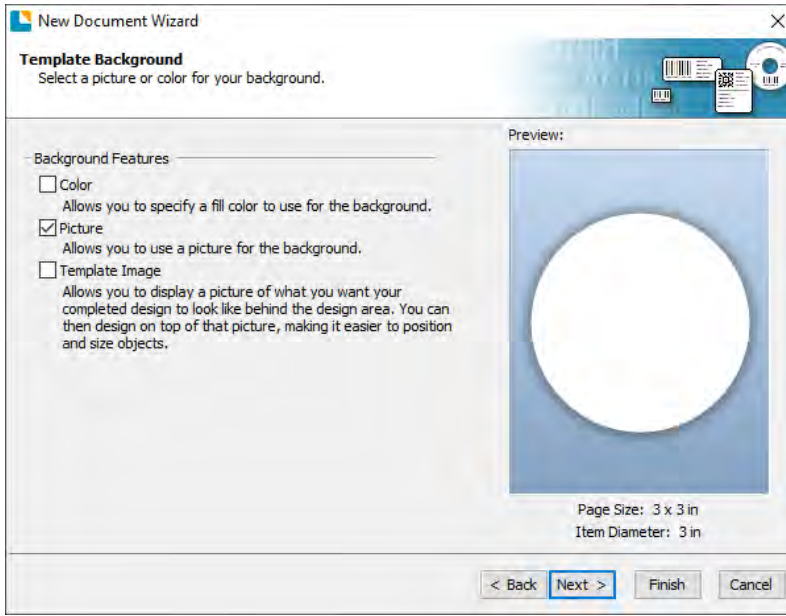 New Document Wizard
Template Background
Select a picture or color for your background.
Preview:
Background Features
Color
Allows you to specify a fill color to use for the background.
Picture
Allows you to use a picture for the background.
Template Image
Allows you to display a picture of what you want your
completed design to look like behind the design area. You can
then design on top of that picture, making it easier to position
and size objects.
Page Size: 3 x 3 in
Item Diameter: 3 in
< Back
Next >
Finish
Cancel